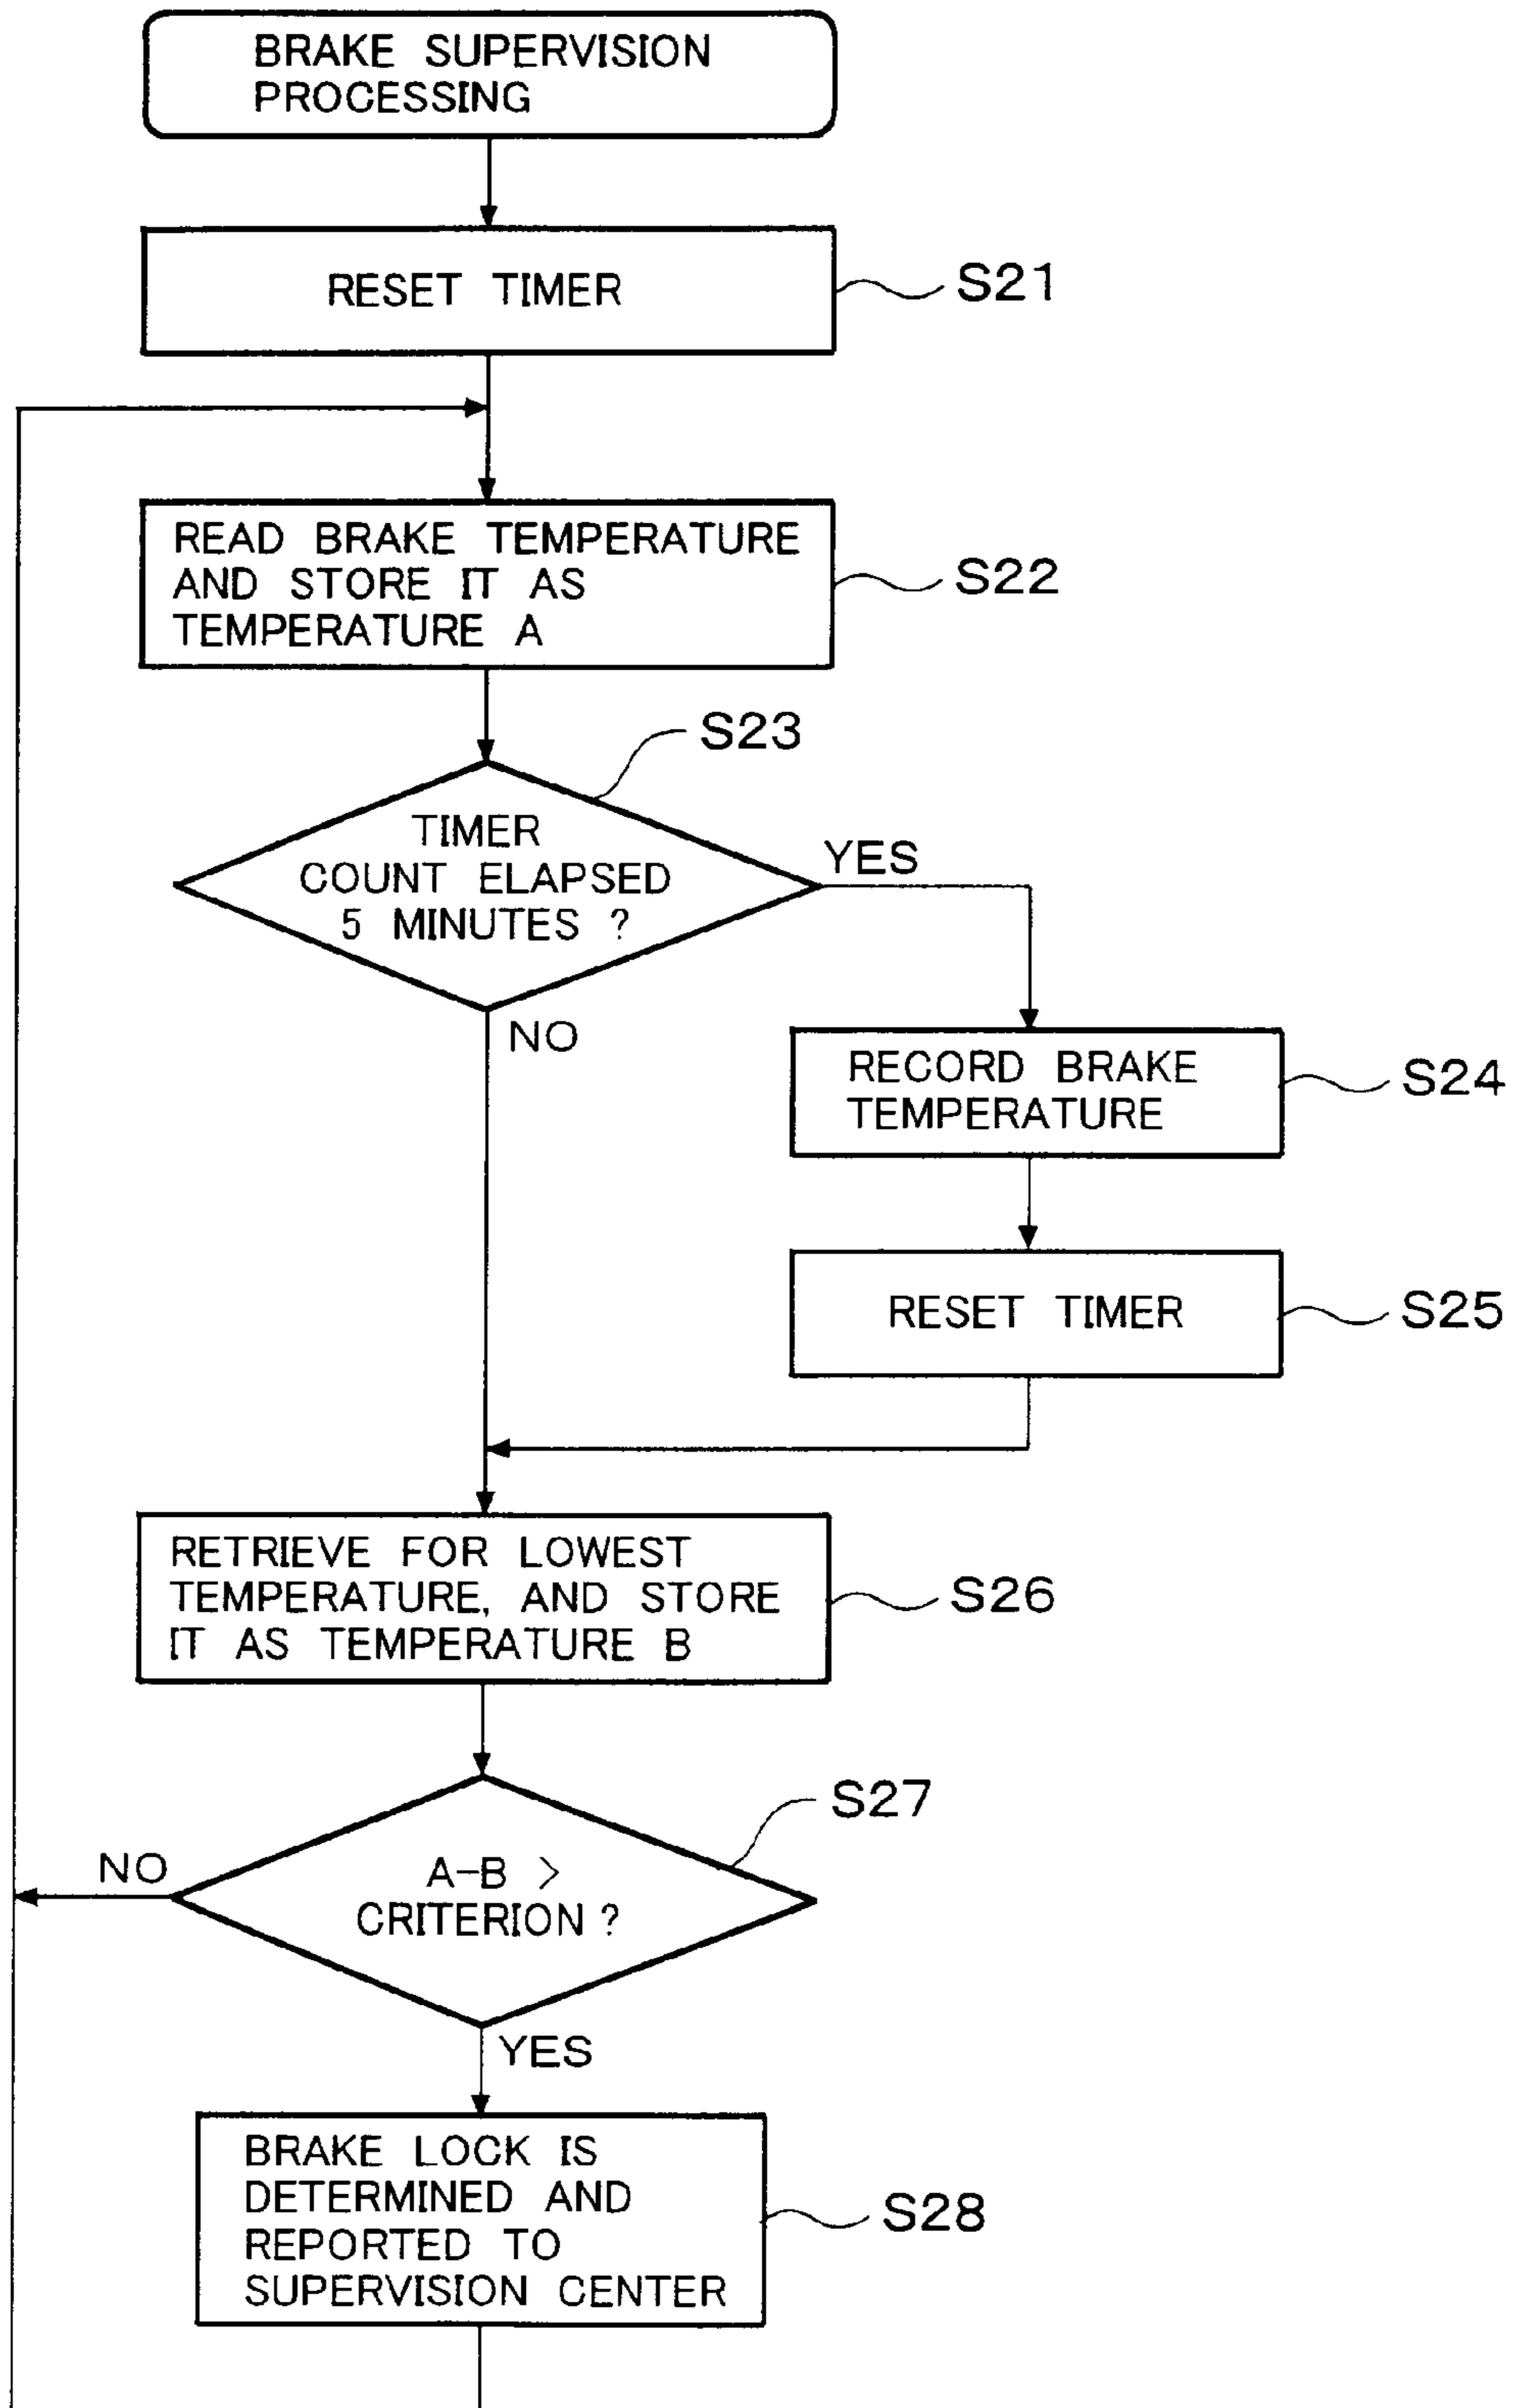 BRAKE SUPERVISION
PROCESSING
RESET TIMER
S21
READ BRAKE TEMPERATURE
AND STORE IT AS
TEMPERATURE A
S22
S23
TIMER
COUNT ELAPSED
5 MINUTES ?
YES
NO
RECORD BRAKE
TEMPERATURE
S24
RESET TIMER
S25
RETRIEVE FOR LOWEST
TEMPERATURE, AND STORE
IT AS TEMPERATURE B
S26
S27
A-B >
CRITERION ?
NO
YES
BRAKE LOCK IS
DETERMINED AND
REPORTED TO
SUPERVISION CENTER
S28